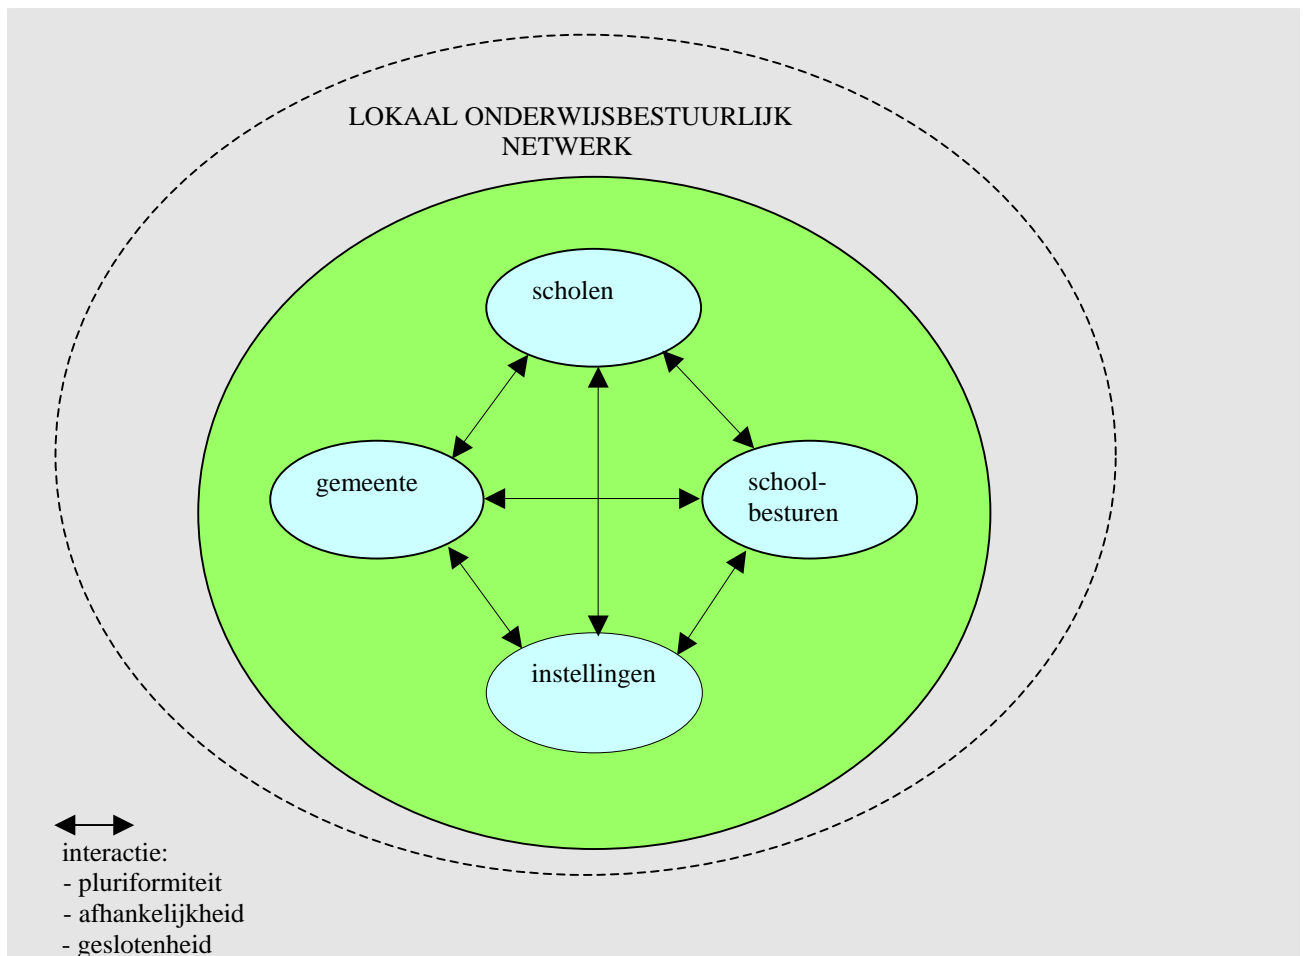 LOKAAL ONDERWIJSBESTUURLIJK
NETWERK
scholen
gemeente
school-
besturen
instellingen
interactie:
- pluriformiteit
- afhankelijkheid
- geslotenheid